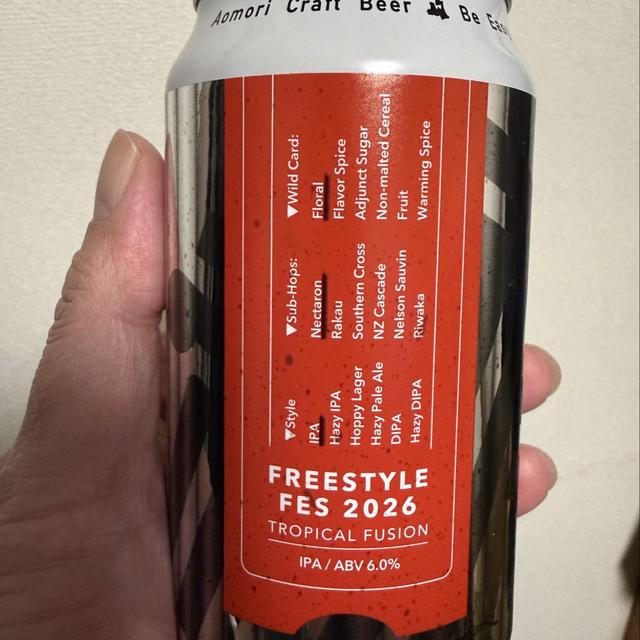 Aomori Craft Beer Be Easy
▼Wild Card:
Floral
Flavor Spice
Adjunct Sugar
Non-malted Cereal
Fruit
Warming Spice
▼Sub-Hops:
Nectaron
Rakau
Southern Cross
NZ Cascade
Nelson Sauvin
Riwaka
▼Style
IPA
Hazy IPA
Hoppy Lager
Hazy Pale Ale
DIPA
Hazy DIPA
FREESTYLE
FES 2026
TROPICAL FUSION
IPA / ABV 6.0%